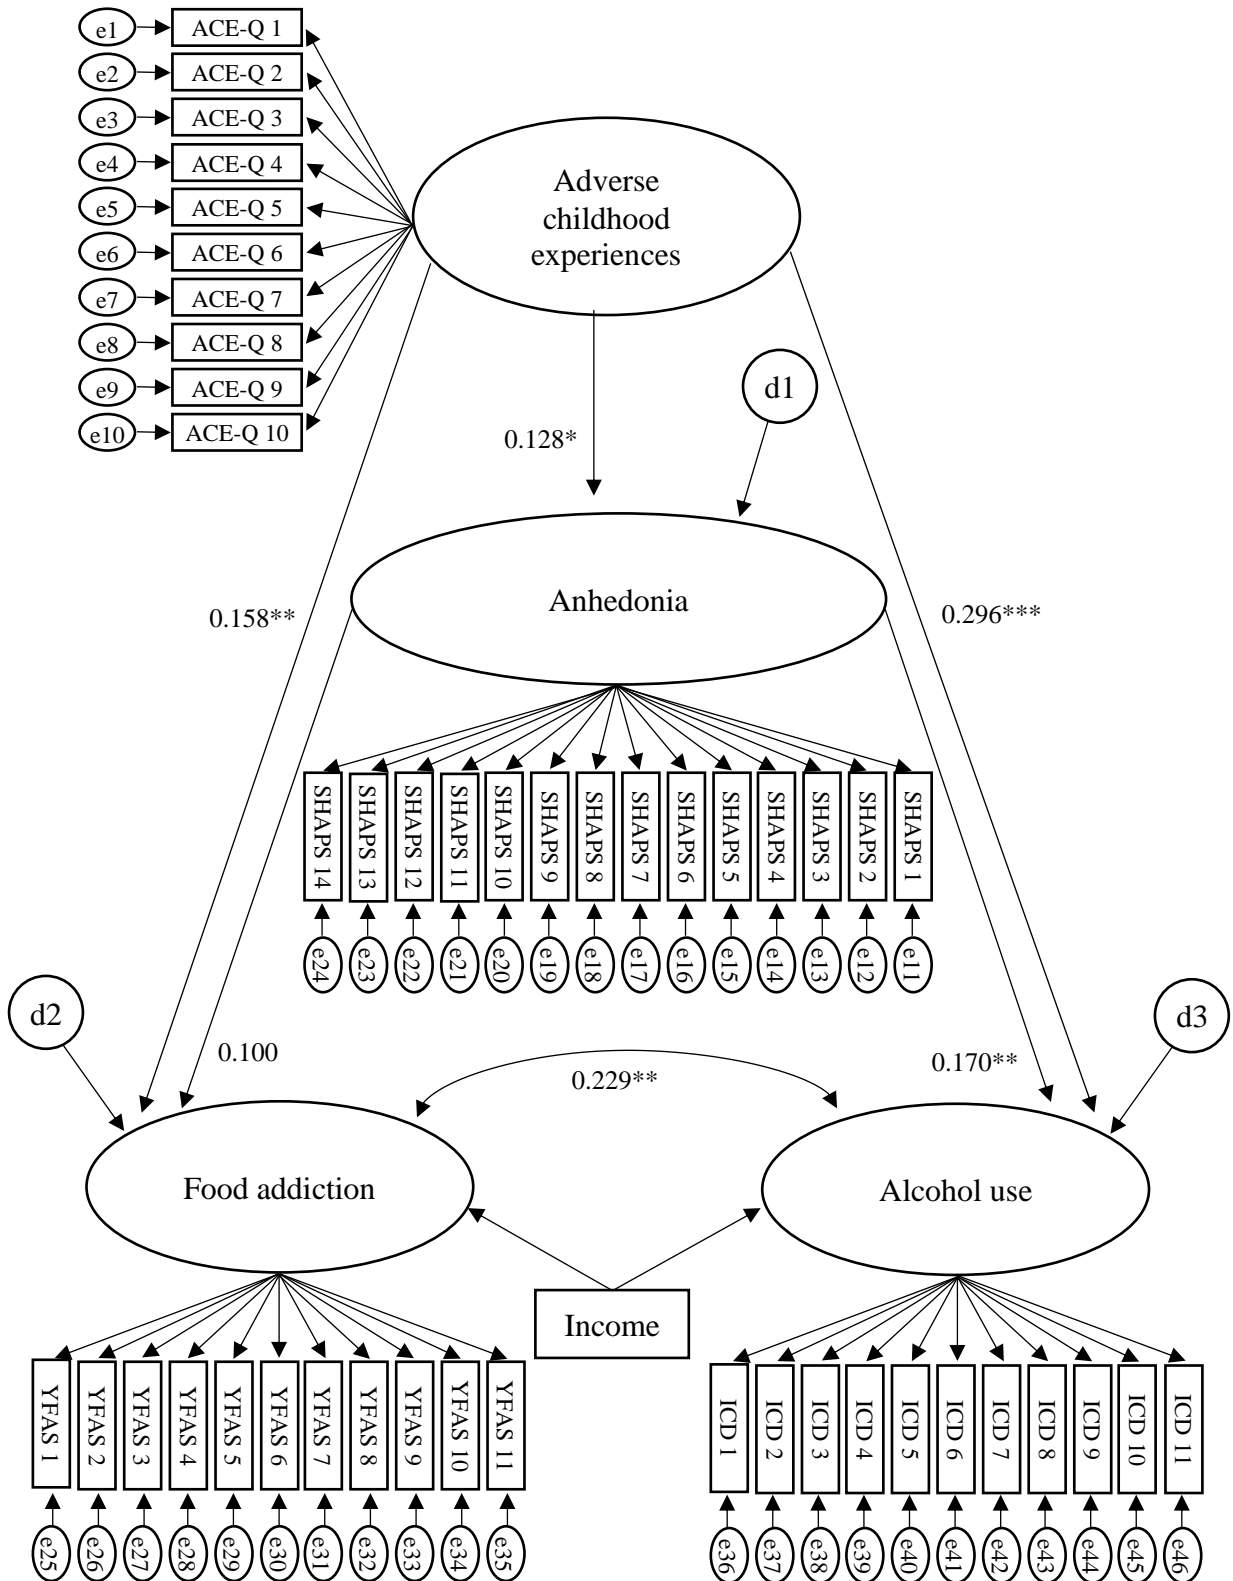 e1 ACE-Q 1
e2 ACE-Q 2
e3 ACE-Q 3
e4 ACE-Q 4
e5 ACE-Q 5
e6 ACE-Q 6
e7 ACE-Q 7
e8 ACE-Q 8
e9 ACE-Q 9
e10 ACE-Q 10
Adverse
childhood
experiences
d1
0.128*
Anhedonia
0.158**
0.296***
SHAPS 14
SHAPS 13
SHAPS 12
SHAPS 11
SHAPS 10
SHAPS 9
SHAPS 8
SHAPS 7
SHAPS 6
SHAPS 5
SHAPS 4
SHAPS 3
SHAPS 2
SHAPS 1
e24
e23
e22
e21
e20
e19
e18
e17
e16
e15
e14
e13
e12
e11
d2
d3
0.100
0.229**
0.170**
Food addiction
Alcohol use
Income
YFAS 1
YFAS 2
YFAS 3
YFAS 4
YFAS 5
YFAS 6
YFAS 7
YFAS 8
YFAS 9
YFAS 10
YFAS 11
ICD 1
ICD 2
ICD 3
ICD 4
ICD 5
ICD 6
ICD 7
ICD 8
ICD 9
ICD 10
ICD 11
e25
e26
e27
e28
e29
e30
e31
e32
e33
e34
e35
e36
e37
e38
e39
e40
e41
e42
e43
e44
e45
e46